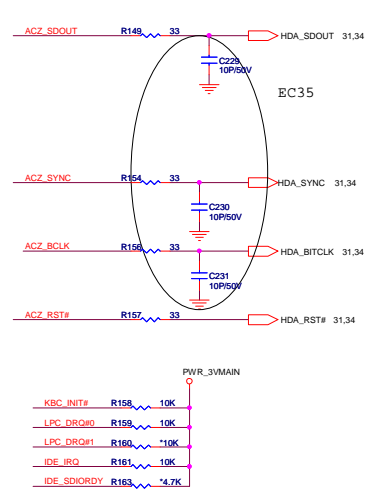 ACZ_SDOUT R149 33 HDA_SDOUT 31,34
C229
10P/50V
EC35
ACZ_SYNC R154 33 HDA_SYNC 31,34
C230
10P/50V
ACZ_BCLK R156 33 HDA_BITCLK 31,34
C231
10P/50V
ACZ_RST# R157 33 HDA_RST# 31,34
PWR_3VMAIN
KBC_INIT# R158 10K
LPC_DRQ#0 R159 10K
LPC_DRQ#1 R160 *10K
IDE_IRQ R161 10K
IDE_SDIORDY R163 *4.7K